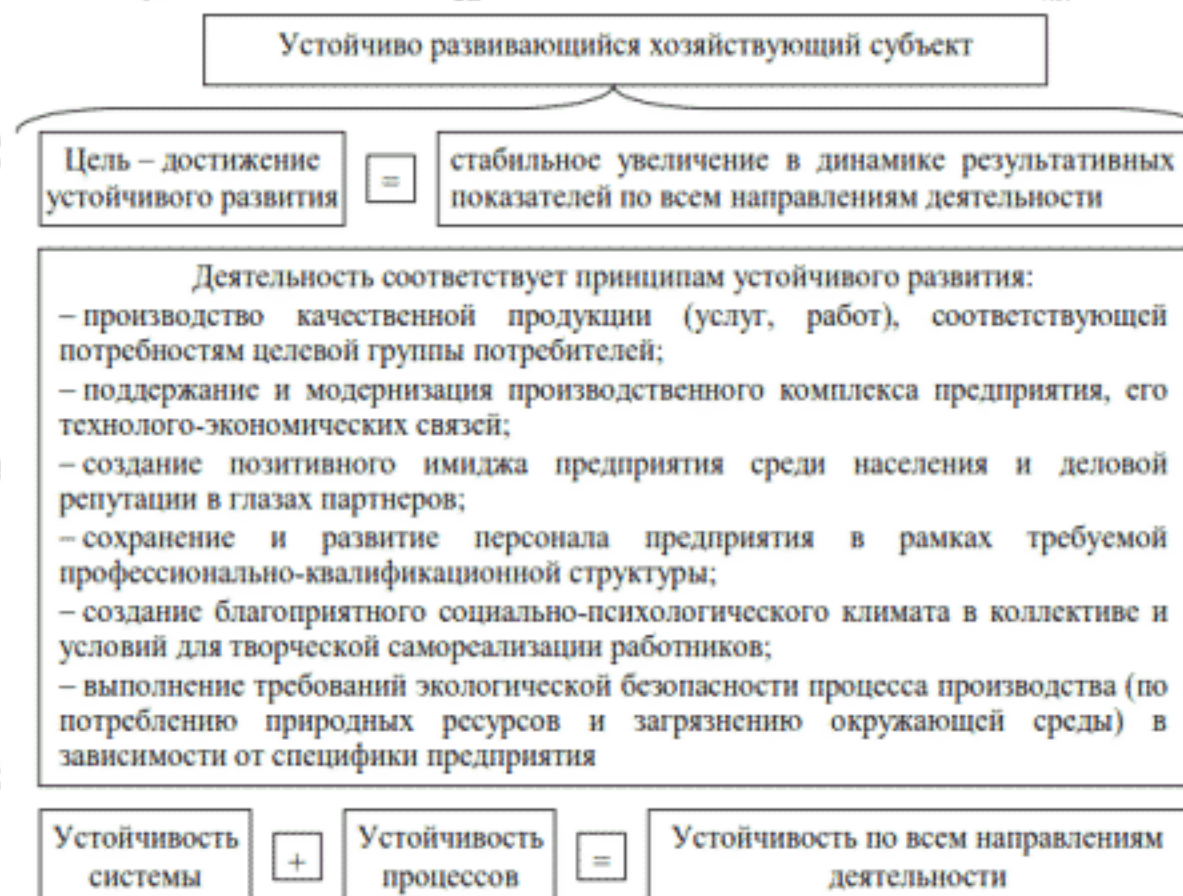 Устойчиво развивающийся хозяйствующий субъект
Цель – достижение
устойчивого развития
=
стабильное увеличение в динамике результативных
показателей по всем направлениям деятельности
Деятельность соответствует принципам устойчивого развития:
– производство качественной продукции (услуг, работ), соответствующей
потребностям целевой группы потребителей;
– поддержание и модернизация производственного комплекса предприятия, его
технолого-экономических связей;
– создание позитивного имиджа предприятия среди населения и деловой
репутации в глазах партнеров;
– сохранение и развитие персонала предприятия в рамках требуемой
профессионально-квалификационной структуры;
– создание благоприятного социально-психологического климата в коллективе и
условий для творческой самореализации работников;
– выполнение требований экологической безопасности процесса производства (по
потреблению природных ресурсов и загрязнению окружающей среды) в
зависимости от специфики предприятия
Устойчивость
системы
+
Устойчивость
процессов
=
Устойчивость по всем направлениям
деятельности